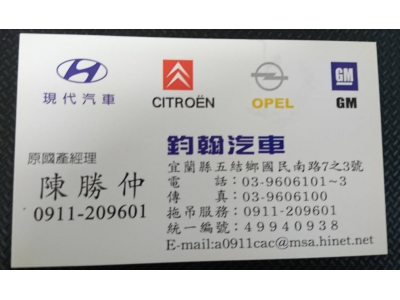 現代汽車
CITROËN
OPEL
GM
GM
原國產經理
陳勝仲
0911-209601
鈞翰汽車
宜蘭縣五結鄉國民南路7之3號
電話：03-9606101~3
傳真：03-9606100
拖吊服務：0911-209601
統一編號：49940938
E-mail:a0911cac@msa.hinet.net